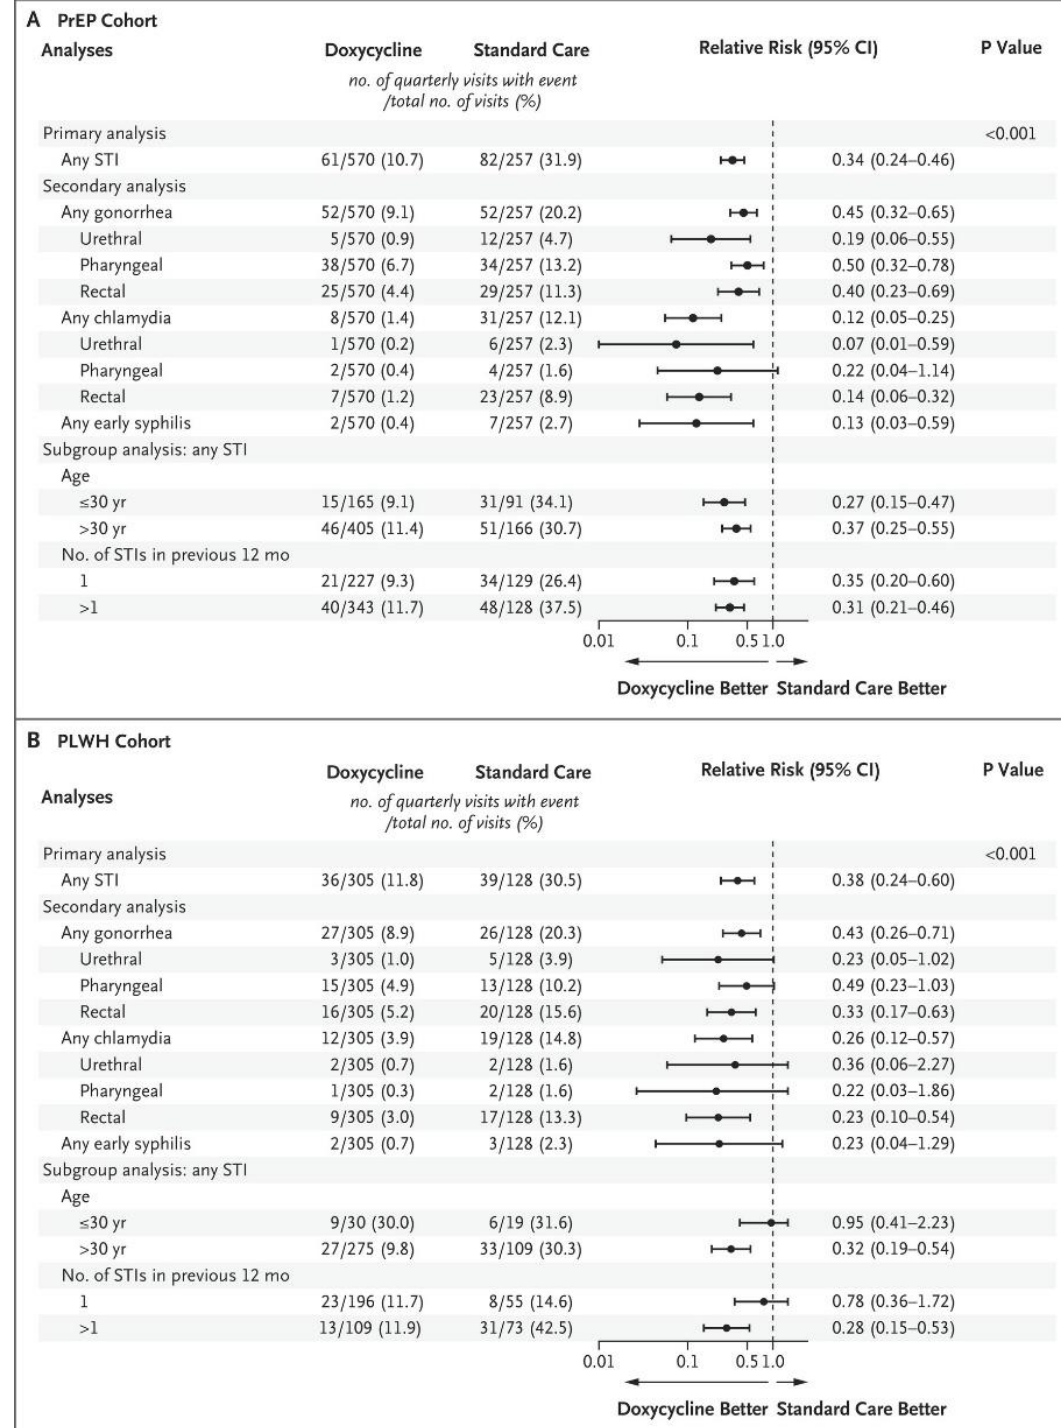 A PrEP Cohort
Analyses Doxycycline Standard Care Relative Risk (95% CI) P Value
no. of quarterly visits with event
/total no. of visits (%)
Primary analysis <0.001
Any STI 61/570 (10.7) 82/257 (31.9) 0.34 (0.24–0.46)
Secondary analysis
Any gonorrhea 52/570 (9.1) 52/257 (20.2) 0.45 (0.32–0.65)
Urethral 5/570 (0.9) 12/257 (4.7) 0.19 (0.06–0.55)
Pharyngeal 38/570 (6.7) 34/257 (13.2) 0.50 (0.32–0.78)
Rectal 25/570 (4.4) 29/257 (11.3) 0.40 (0.23–0.69)
Any chlamydia 8/570 (1.4) 31/257 (12.1) 0.12 (0.05–0.25)
Urethral 1/570 (0.2) 6/257 (2.3) 0.07 (0.01–0.59)
Pharyngeal 2/570 (0.4) 4/257 (1.6) 0.22 (0.04–1.14)
Rectal 7/570 (1.2) 23/257 (8.9) 0.14 (0.06–0.32)
Any early syphilis 2/570 (0.4) 7/257 (2.7) 0.13 (0.03–0.59)
Subgroup analysis: any STI
Age
≤30 yr 15/165 (9.1) 31/91 (34.1) 0.27 (0.15–0.47)
>30 yr 46/405 (11.4) 51/166 (30.7) 0.37 (0.25–0.55)
No. of STIs in previous 12 mo
1 21/227 (9.3) 34/129 (26.4) 0.35 (0.20–0.60)
>1 40/343 (11.7) 48/128 (37.5) 0.31 (0.21–0.46)
0.01 0.1 0.5 1.0
Doxycycline Better Standard Care Better
B PLWH Cohort
Doxycycline Standard Care Relative Risk (95% CI) P Value
Analyses
no. of quarterly visits with event
/total no. of visits (%)
Primary analysis <0.001
Any STI 36/305 (11.8) 39/128 (30.5) 0.38 (0.24–0.60)
Secondary analysis
Any gonorrhea 27/305 (8.9) 26/128 (20.3) 0.43 (0.26–0.71)
Urethral 3/305 (1.0) 5/128 (3.9) 0.23 (0.05–1.02)
Pharyngeal 15/305 (4.9) 13/128 (10.2) 0.49 (0.23–1.03)
Rectal 16/305 (5.2) 20/128 (15.6) 0.33 (0.17–0.63)
Any chlamydia 12/305 (3.9) 19/128 (14.8) 0.26 (0.12–0.57)
Urethral 2/305 (0.7) 2/128 (1.6) 0.36 (0.06–2.27)
Pharyngeal 1/305 (0.3) 2/128 (1.6) 0.22 (0.03–1.86)
Rectal 9/305 (3.0) 17/128 (13.3) 0.23 (0.10–0.54)
Any early syphilis 2/305 (0.7) 3/128 (2.3) 0.23 (0.04–1.29)
Subgroup analysis: any STI
Age
≤30 yr 9/30 (30.0) 6/19 (31.6) 0.95 (0.41–2.23)
>30 yr 27/275 (9.8) 33/109 (30.3) 0.32 (0.19–0.54)
No. of STIs in previous 12 mo
1 23/196 (11.7) 8/55 (14.6) 0.78 (0.36–1.72)
>1 13/109 (11.9) 31/73 (42.5) 0.28 (0.15–0.53)
0.01 0.1 0.5 1.0
Doxycycline Better Standard Care Better